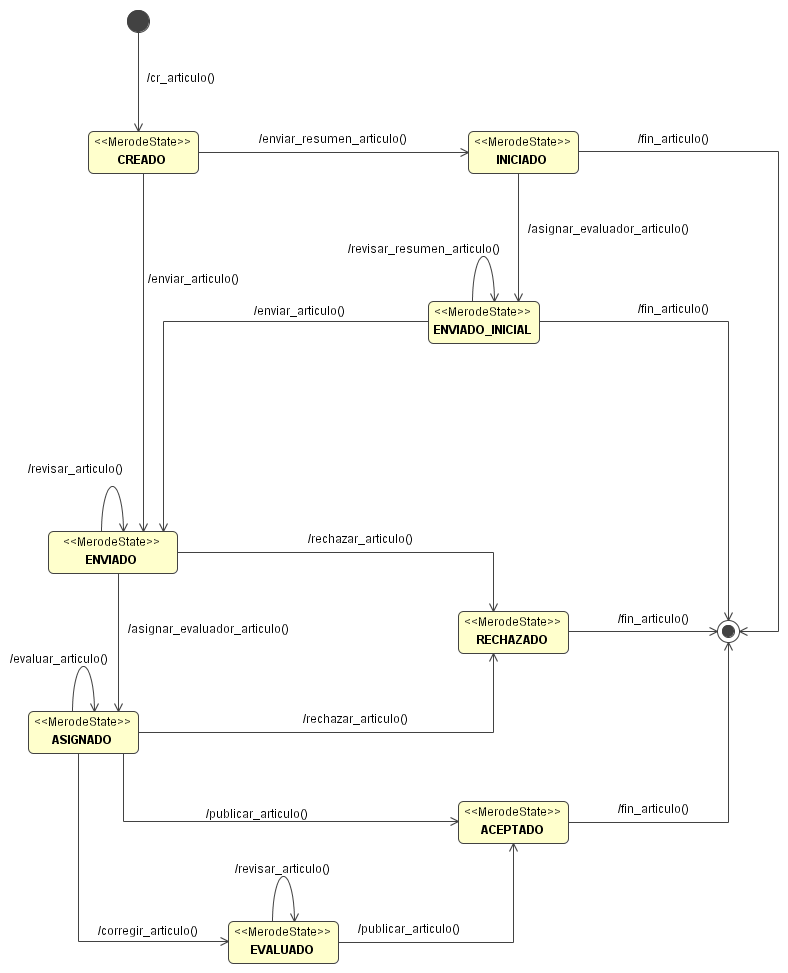 /cr_articulo()
<<MerodeState>>
CREADO
/enviar_resumen_articulo()
<<MerodeState>>
INICIADO
/fin_articulo()
/asignar_evaluador_articulo()
/revisar_resumen_articulo()
/enviar_articulo()
/enviar_articulo()
<<MerodeState>>
ENVIADO_INICIAL
/fin_articulo()
/revisar_articulo()
<<MerodeState>>
ENVIADO
/rechazar_articulo()
/asignar_evaluador_articulo()
<<MerodeState>>
RECHAZADO
/fin_articulo()
/evaluar_articulo()
<<MerodeState>>
ASIGNADO
/rechazar_articulo()
/publicar_articulo()
<<MerodeState>>
ACEPTADO
/fin_articulo()
/revisar_articulo()
/corregir_articulo()
<<MerodeState>>
EVALUADO
/publicar_articulo()